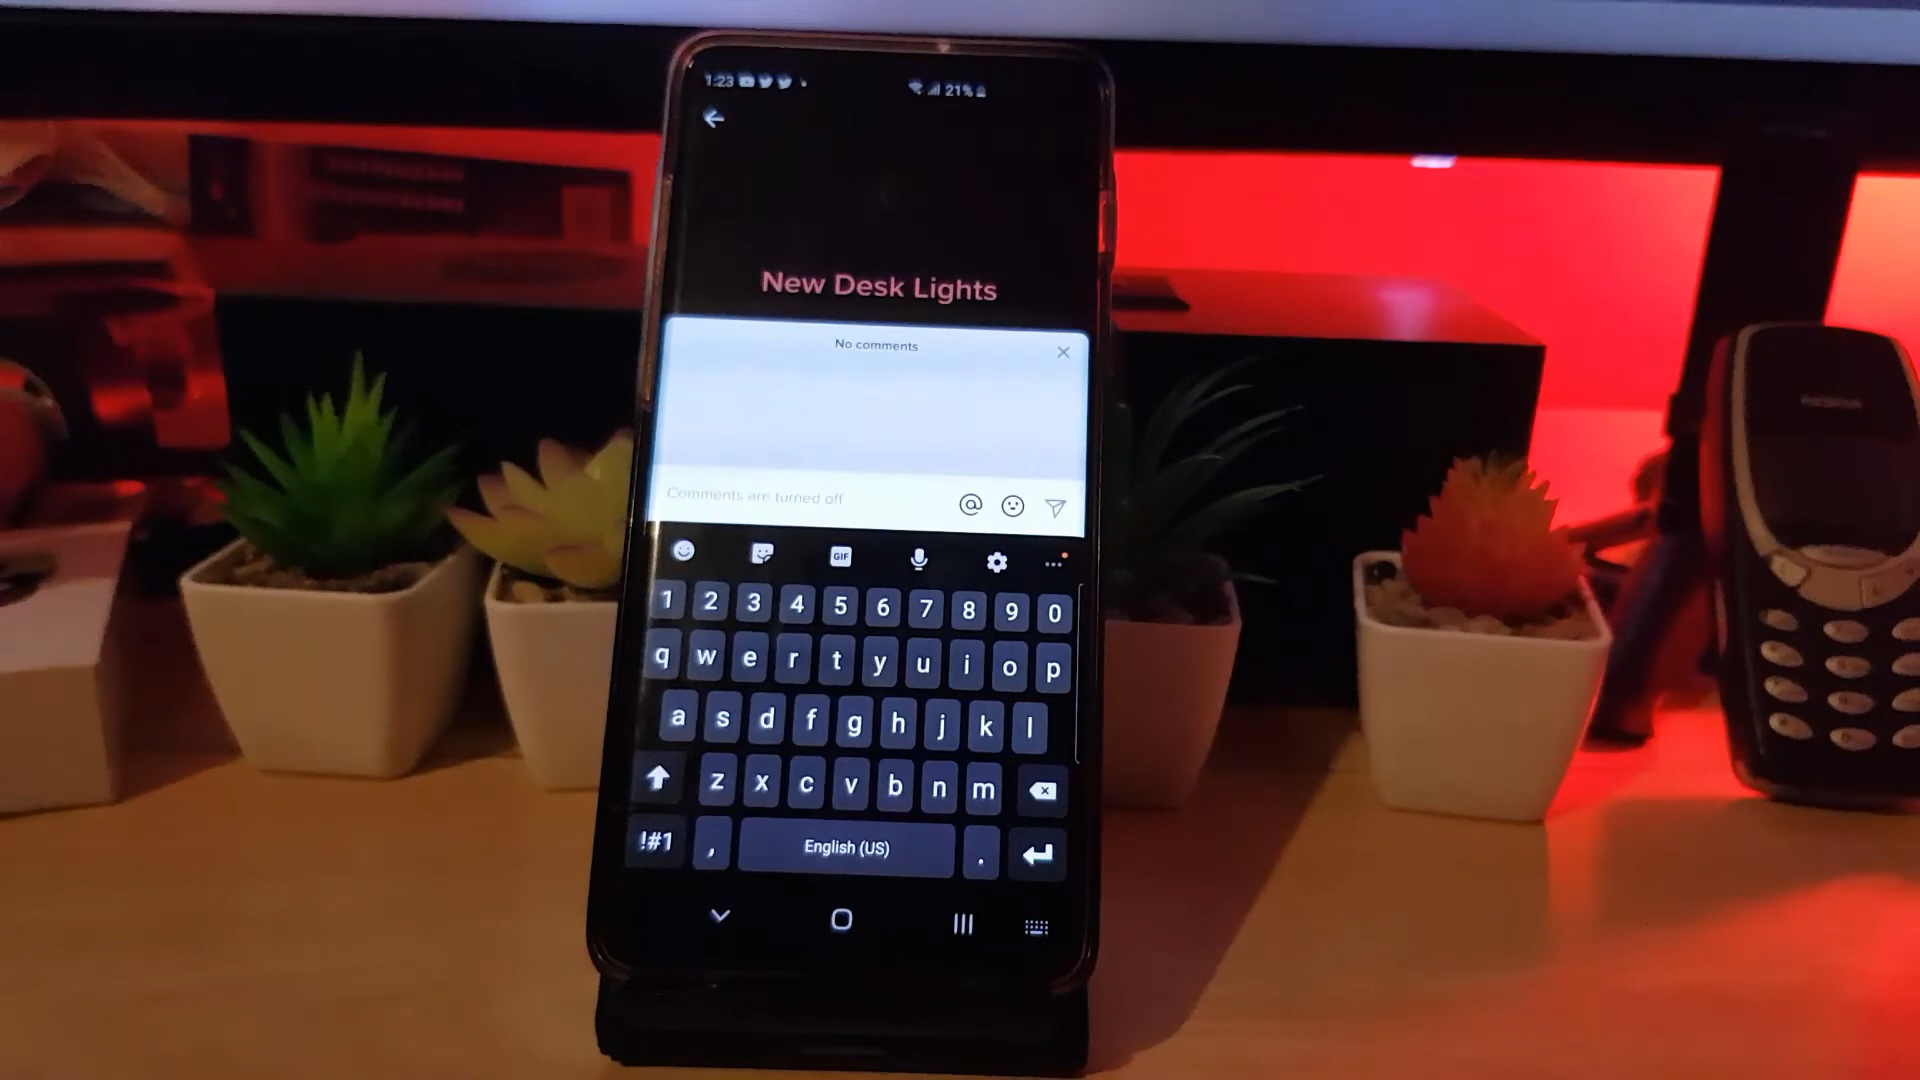 1:23
21%
New Desk Lights
No comments
Comments are turned off
GIF
1 2 3 4 5 6 7 8 9 0
q w e r t y u i o p
a s d f g h j k l
z x c v b n m
!#1 , English (US) .
NOKIA